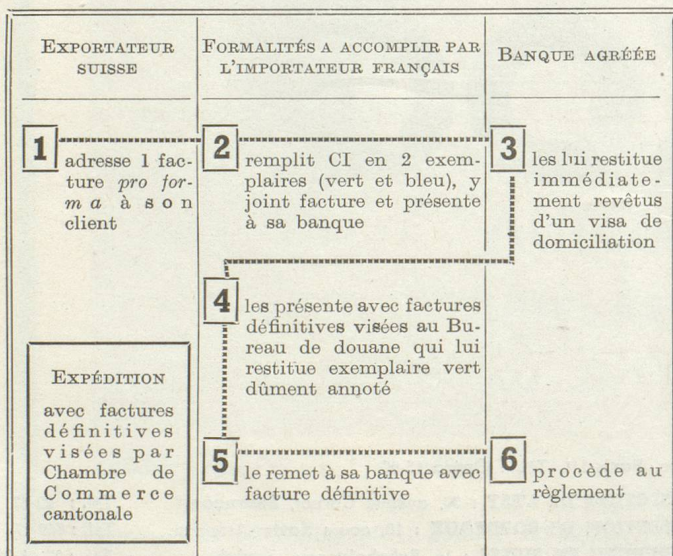 EXPORTATEUR
SUISSE
FORMALITÉS A ACCOMPLIR PAR
L'IMPORTATEUR FRANÇAIS
BANQUE AGRÉÉE
1
adresse 1 fac-
ture pro for-
ma à son
client
2
remplit CI en 2 exem-
plaires (vert et bleu), y
joint facture et présente
à sa banque
3
les lui restitue
immédiate-
ment revêtus
d'un visa de
domiciliation
4
les présente avec factures
définitives visées au Bu-
reau de douane qui lui
restitue exemplaire vert
dûment annoté
EXPÉDITION
avec factures
définitives
visées par
Chambre de
Commerce
cantonale
5
le remet à sa banque avec
facture définitive
6
procède au
règlement